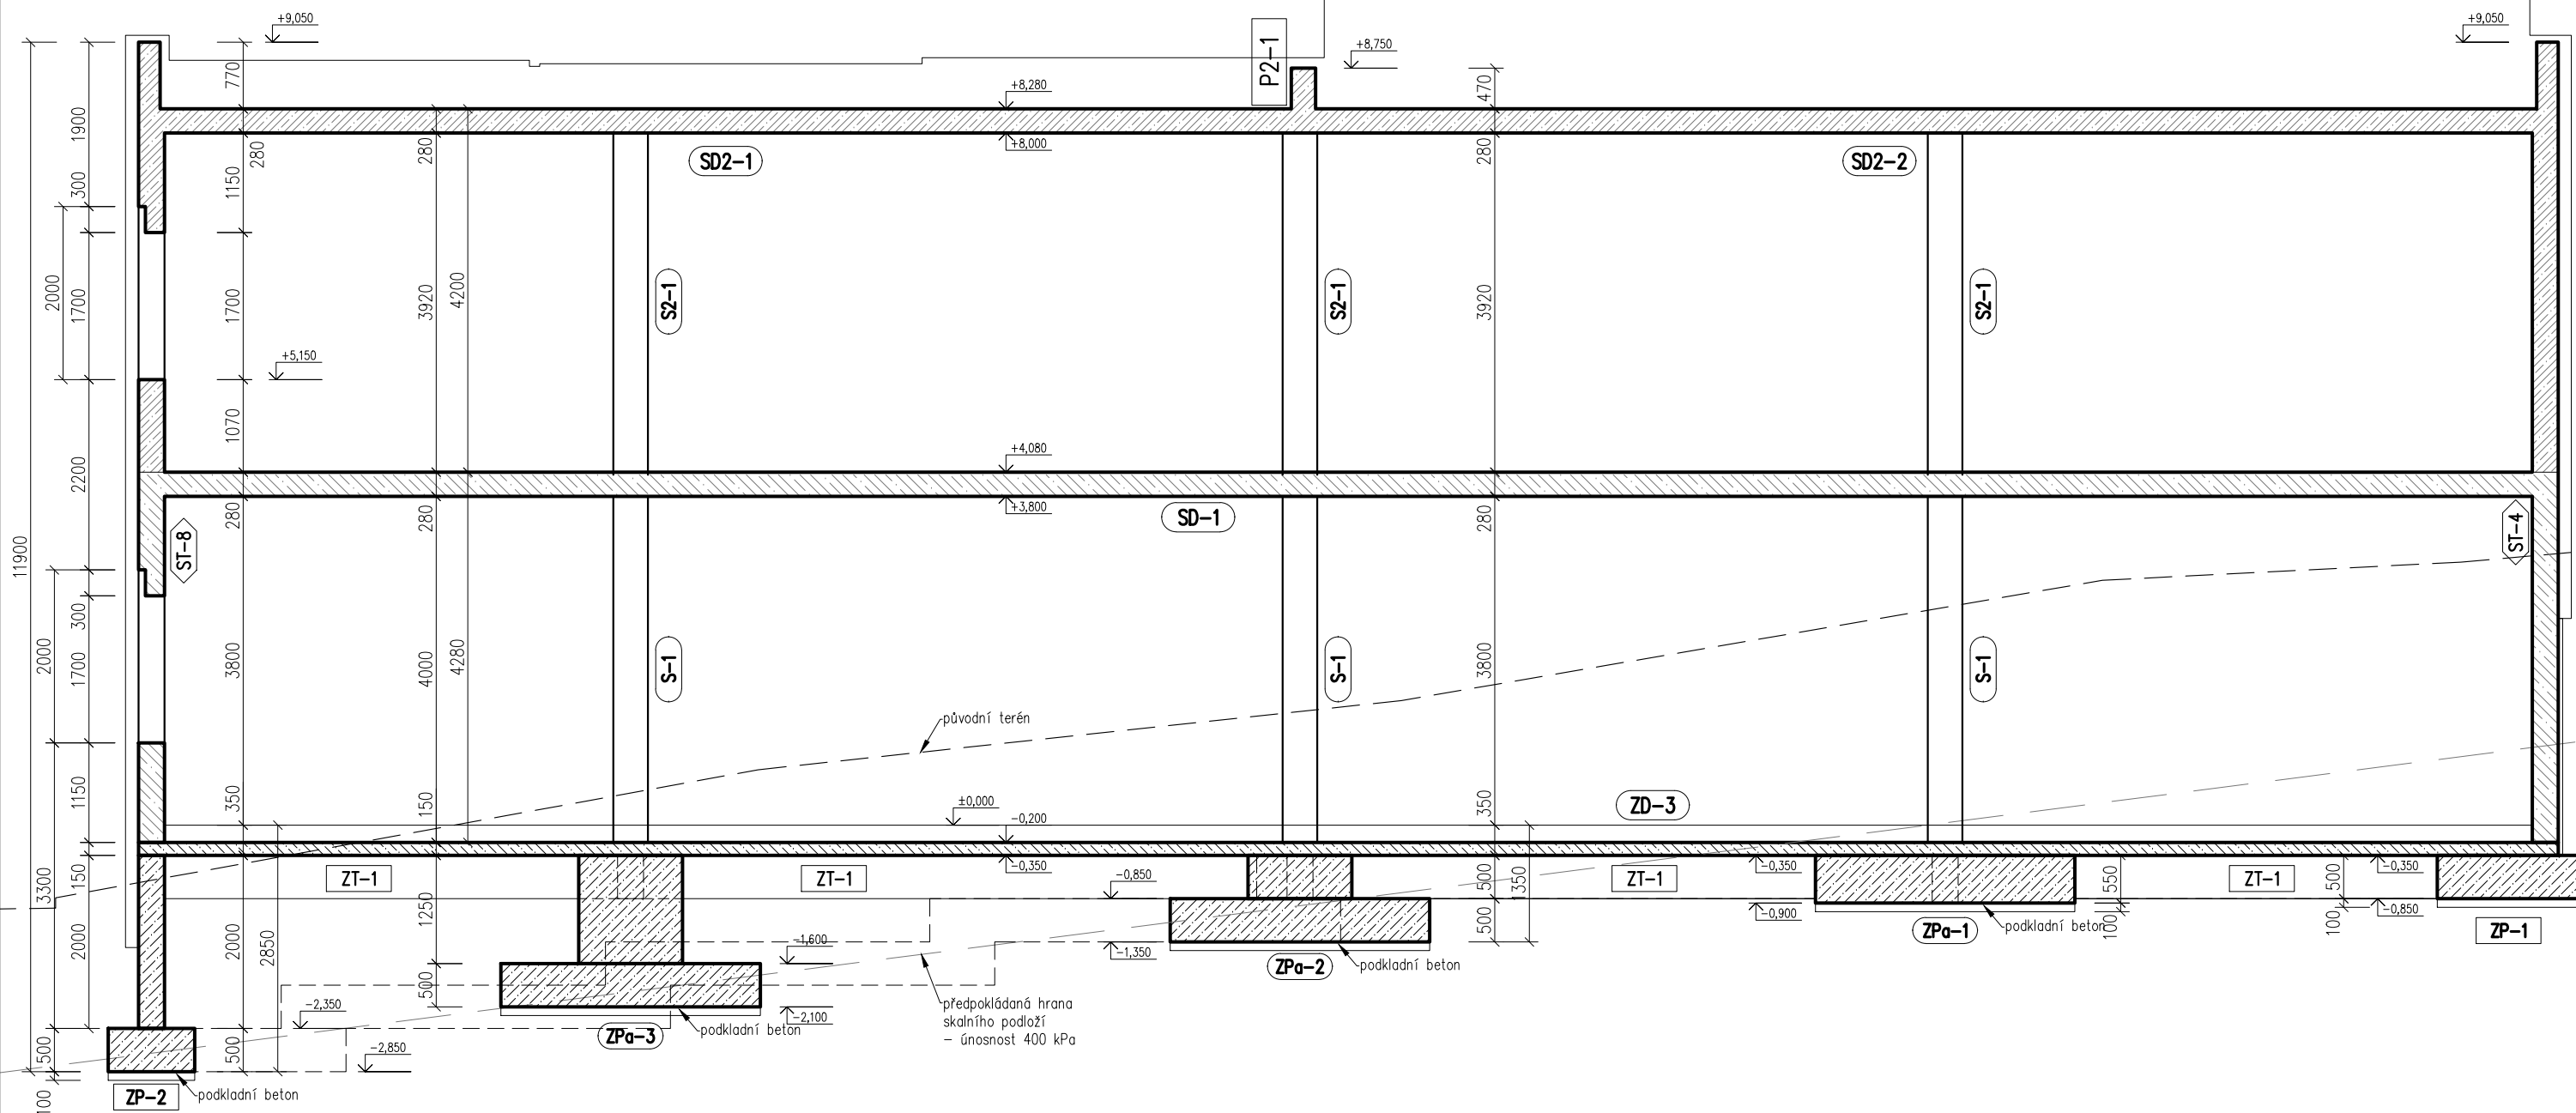 +9,050
+9,050
P2-1
+8,750
770
470
1900
+8,280
280
280
1150
+8,000
280
SD2-1
SD2-2
300
2000
1700
1700
3920
4200
S2-1
S2-1
3920
S2-1
+5,150
1070
2200
+4,080
280
280
+3,800
SD-1
280
ST-8
ST-4
11900
300
2000
1700
3800
4000
4280
S-1
S-1
3800
S-1
původní terén
1150
350
150
±0,000
-0,200
350
ZD-3
3300
150
ZT-1
ZT-1
-0,350
-0,850
500
1350
ZT-1
-0,350
550
ZT-1
500
-0,350
2000
2000
2850
1250
500
-0,900
100
100
-0,850
-1,600
-1,350
ZPa-2
podkladní beton
ZPa-1
podkladní beton
ZP-1
500
-2,350
-2,100
předpokládaná hrana
skalního podloží
- únosnost 400 kPa
ZPa-3
podkladní beton
500
500
-2,850
100
ZP-2
podkladní beton